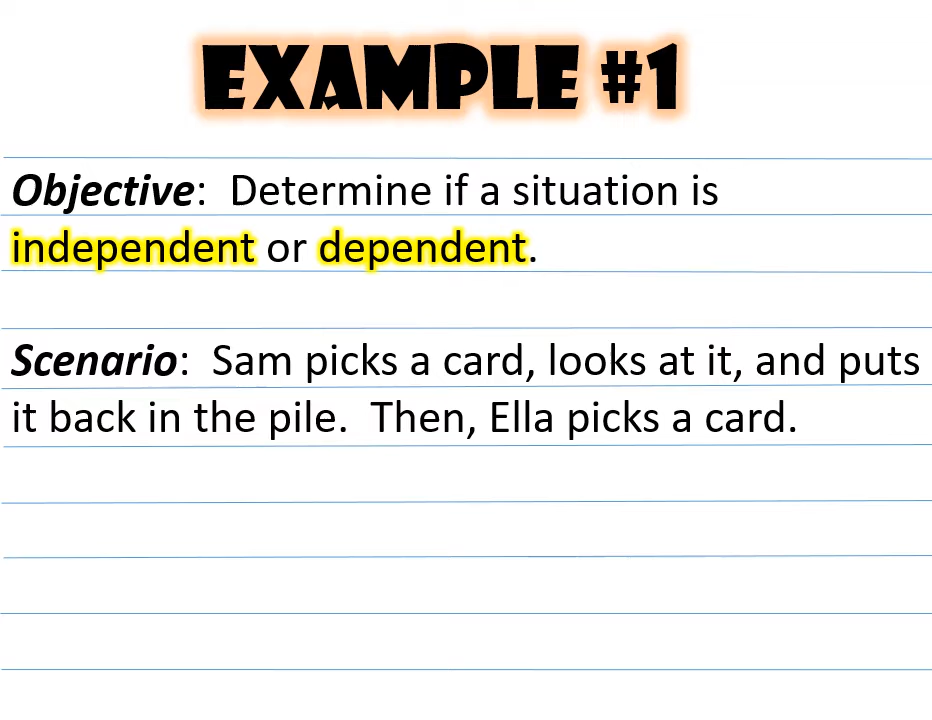 EXAMPLE #1
Objective: Determine if a situation is
independent or dependent.
Scenario: Sam picks a card, looks at it, and puts
it back in the pile. Then, Ella picks a card.